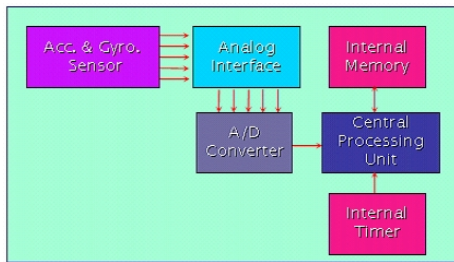 Acc. & Gyro.
Sensor
Analog
Interface
Internal
Memory
A/D
Converter
Central
Processing
Unit
Internal
Timer